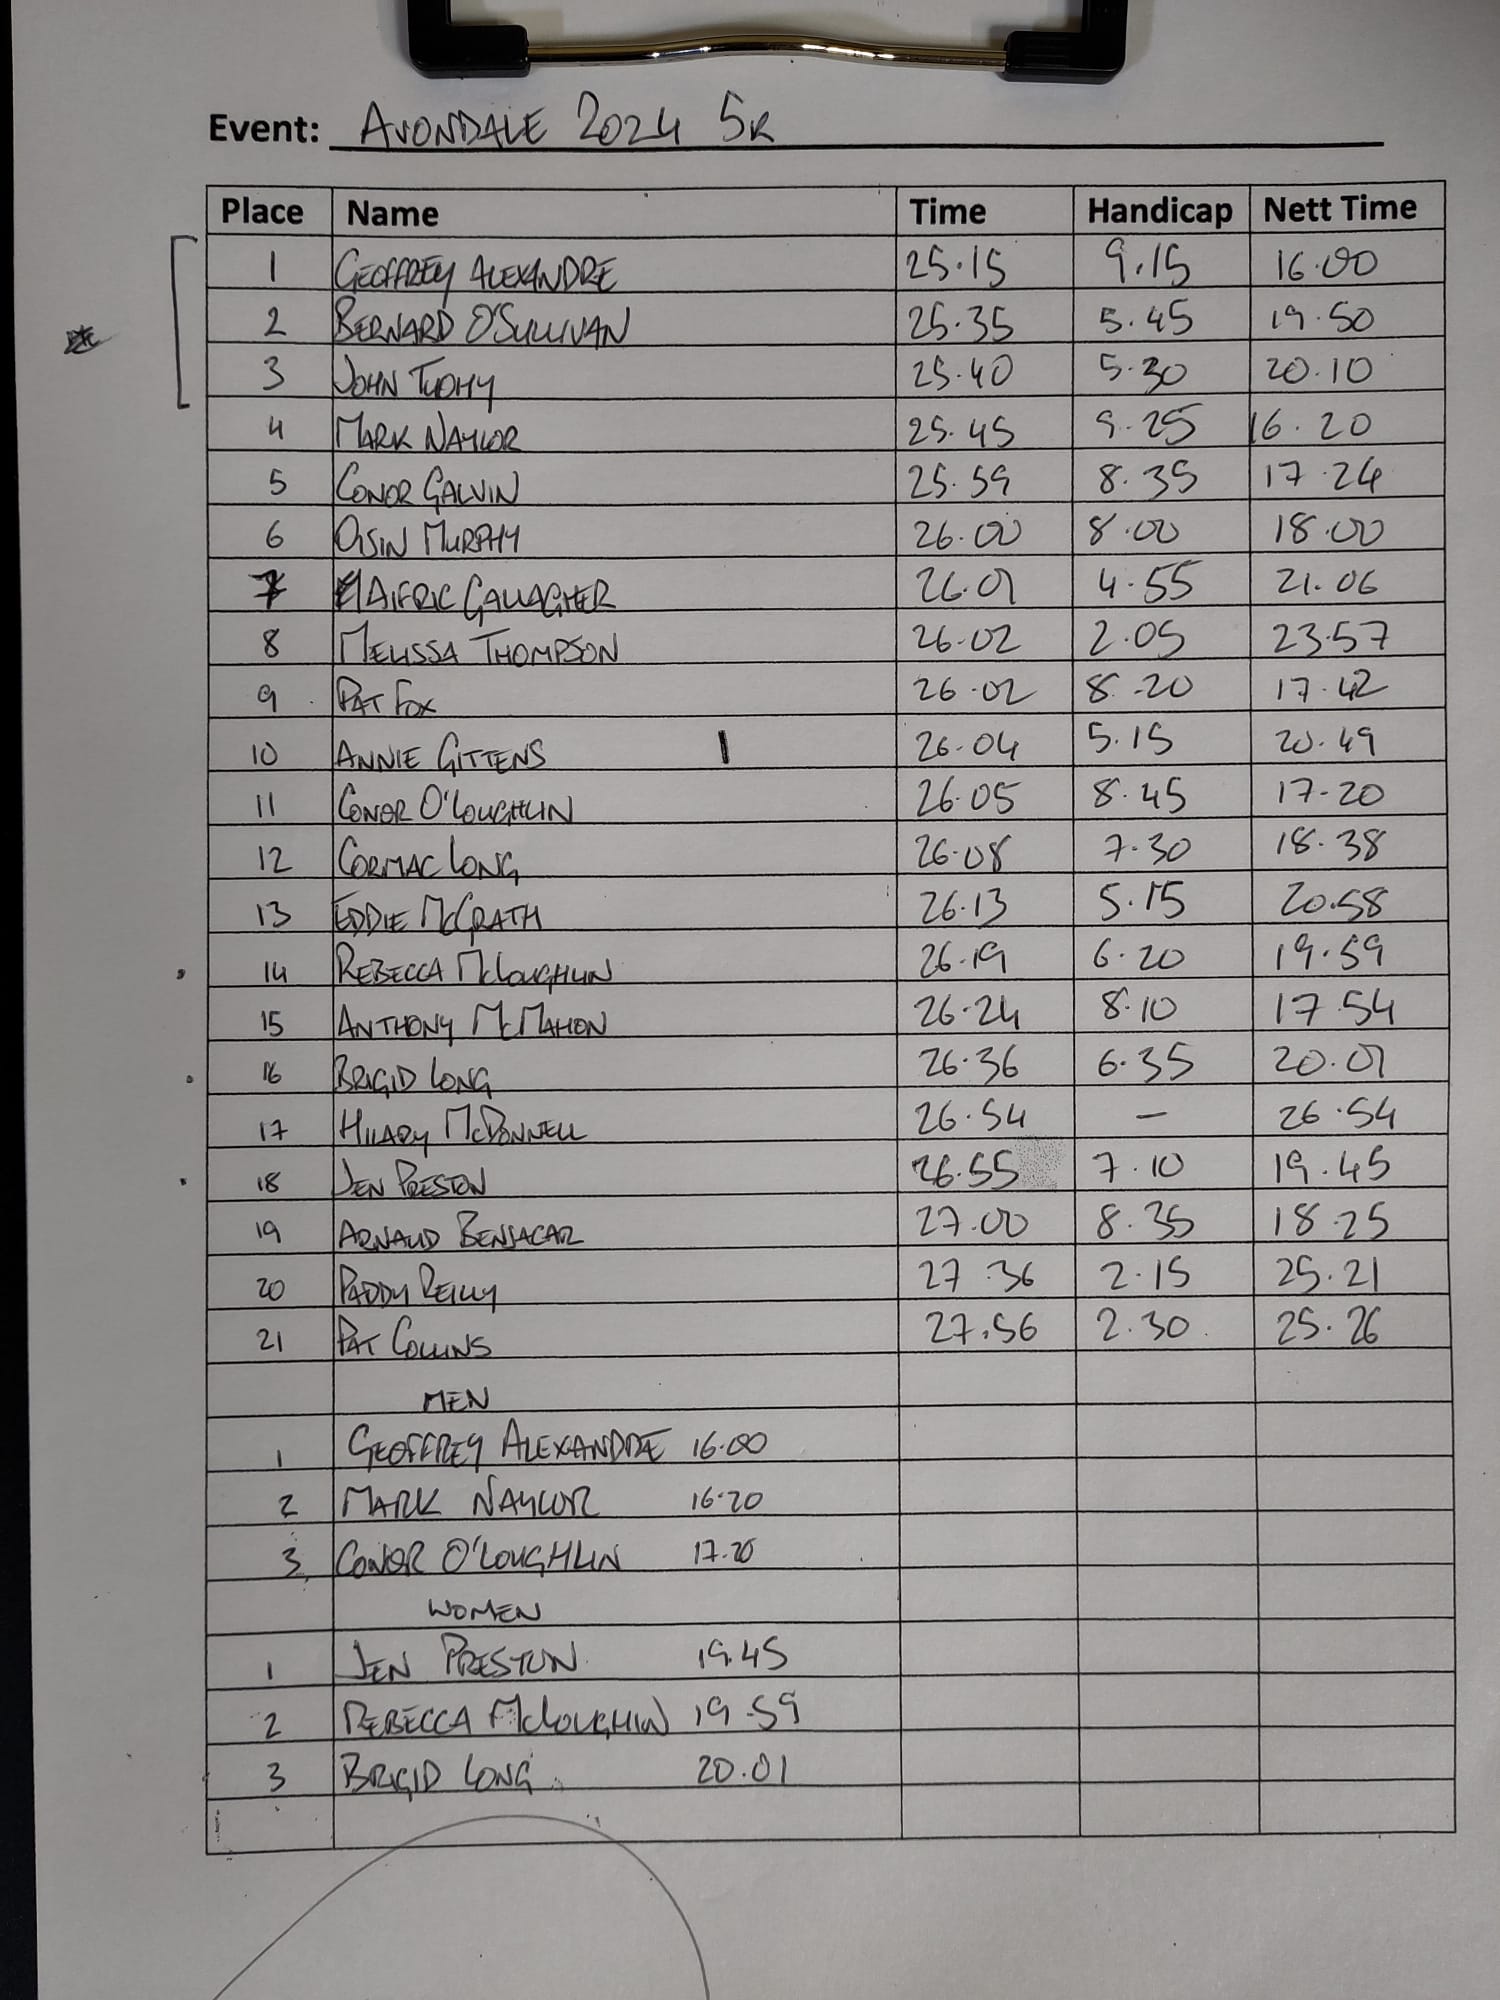 Event: AVONDALE 2024 5K
Place Name Time Handicap Nett Time
1 GEOFFREY ALEXANDRE 25.15 9.15 16.00
2 BERNARD O'SULLIVAN 25.35 5.45 19.50
3 JOHN TUOHY 25.40 5.30 20.10
4 MARK NAYLOR 25.45 9.25 16.20
5 CONOR GALVIN 25.59 8.35 17.24
6 OISIN MURPHY 26.00 8.00 18.00
7 AIFRIC GALLAGHER 26.01 4.55 21.06
8 MELISSA THOMPSON 26.02 2.05 23.57
9 PAT FOX 26.02 8.20 17.42
10 ANNIE GITTENS 26.04 5.15 20.49
11 CONOR O'LOUGHLIN 26.05 8.45 17-20
12 CORMAC LONG 26.08 7.30 18.38
13 EDDIE McGRATH 26.13 5.15 20.58
14 REBECCA McLOUGHLIN 26.19 6.20 19.59
15 ANTHONY McMAHON 26.24 8.10 17.54
16 BRIGID LONG 26.36 6.35 20.01
17 HILARY McDONNELL 26.54 – 26.54
18 JEN PRESTON 26.55 7.10 19.45
19 ARNAUD BENJACAR 27.00 8.35 18.25
20 PADDY REILLY 27.36 2.15 25.21
21 PAT COLLINS 27.56 2.30 25.26
MEN
1 GEOFFREY ALEXANDRE 16.00
2 MARK NAYLOR 16.20
3 CONOR O'LOUGHLIN 17.20
WOMEN
1 JEN PRESTON 19.45
2 REBECCA McLOUGHLIN 19.59
3 BRIGID LONG 20.01